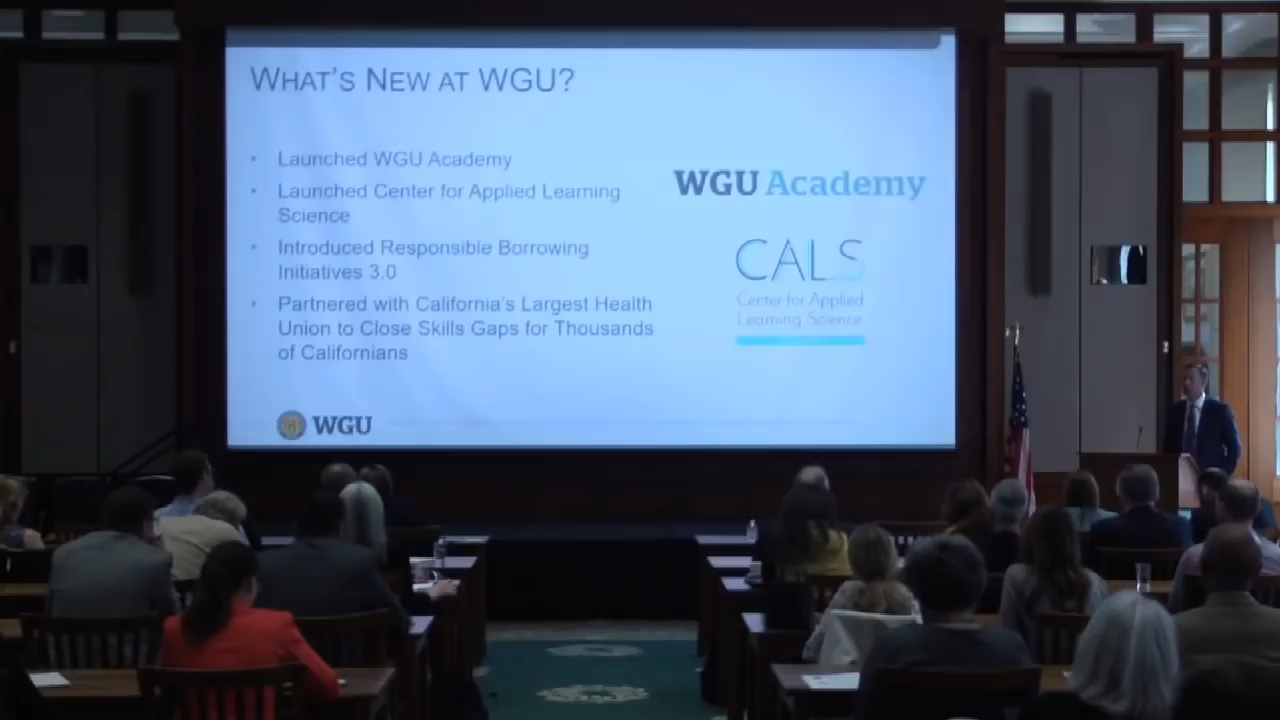 WHAT'S NEW AT WGU?
• Launched WGU Academy
• Launched Center for Applied Learning
Science
• Introduced Responsible Borrowing
Initiatives 3.0
• Partnered with California's Largest Health
Union to Close Skills Gaps for Thousands
of Californians
WGU Academy
CALS
Center for Applied
Learning Science
WGU